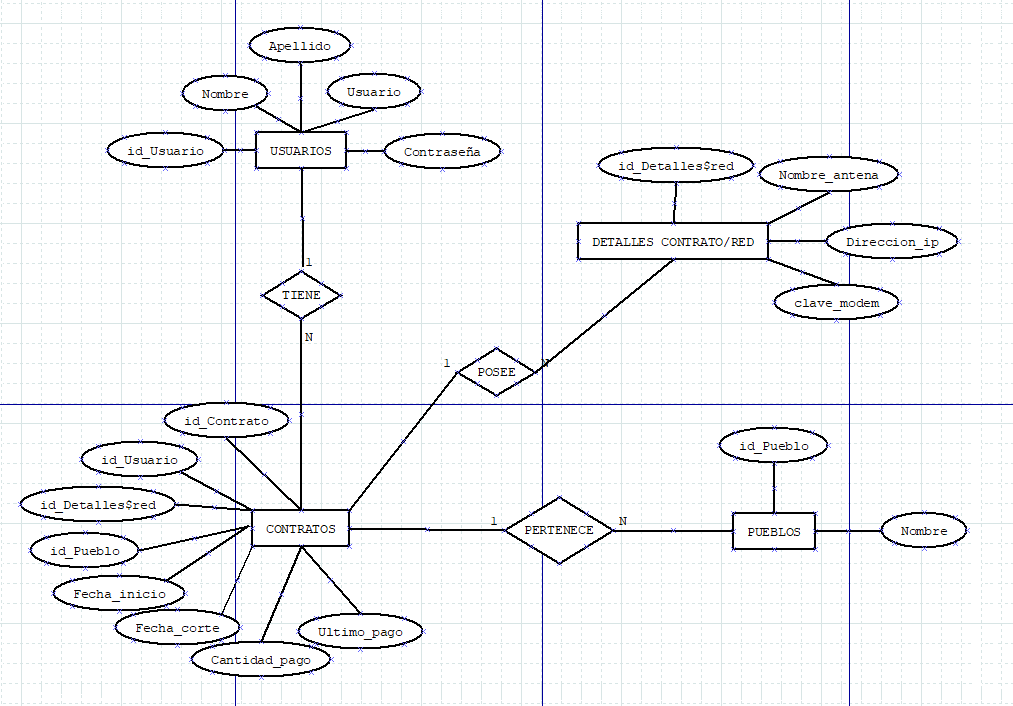 Apellido
Nombre
Usuario
id_Usuario
USUARIOS
Contraseña
id_Detalles$red
Nombre_antena
DETALLES CONTRATO/RED
Direccion_ip
clave_modem
1
TIENE
N
1
POSEE
N
id_Contrato
id_Usuario
id_Detalles$red
id_Pueblo
Fecha_inicio
Fecha_corte
Cantidad_pago
Ultimo_pago
CONTRATOS
1
PERTENECE
N
id_Pueblo
PUEBLOS
Nombre